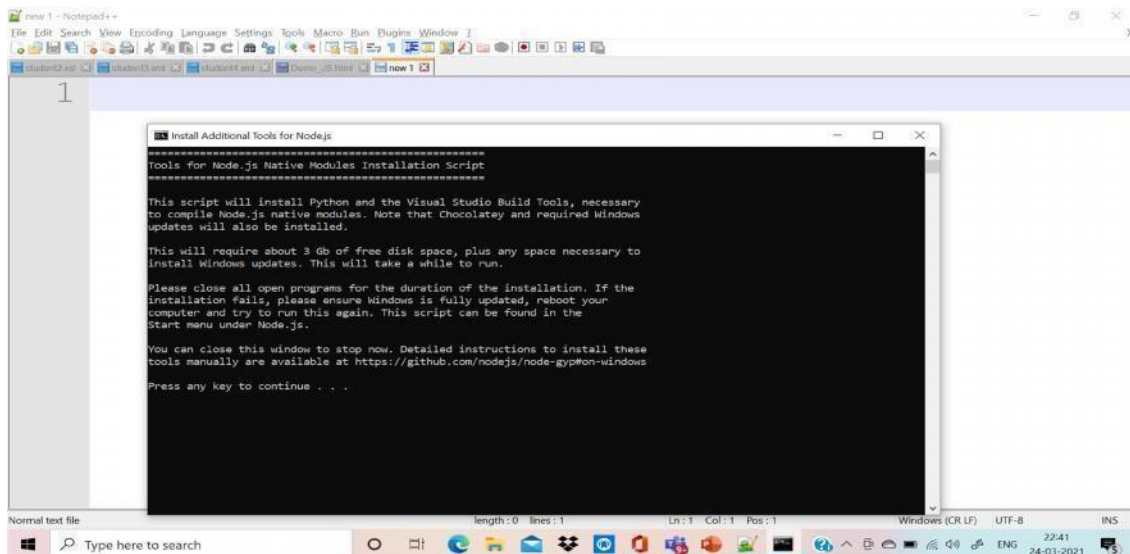 new 1 - Notepad++
File Edit Search View Encoding Language Settings Tools Macro Run Plugins Window ?
student2.xsl student3.xml student4.xml Demo_JS.html new 1
1
Install Additional Tools for Node.js
====================================================
Tools for Node.js Native Modules Installation Script
====================================================
This script will install Python and the Visual Studio Build Tools, necessary
to compile Node.js native modules. Note that Chocolatey and required Windows
updates will also be installed.
This will require about 3 Gb of free disk space, plus any space necessary to
install Windows updates. This will take a while to run.
Please close all open programs for the duration of the installation. If the
installation fails, please ensure Windows is fully updated, reboot your
computer and try to run this again. This script can be found in the
Start menu under Node.js.
You can close this window to stop now. Detailed instructions to install these
tools manually are available at https://github.com/nodejs/node-gyp#on-windows
Press any key to continue . . .
Normal text file length : 0 lines : 1 Ln : 1 Col : 1 Pos : 1 Windows (CR LF) UTF-8 INS
Type here to search ENG 22:41
24-03-2021